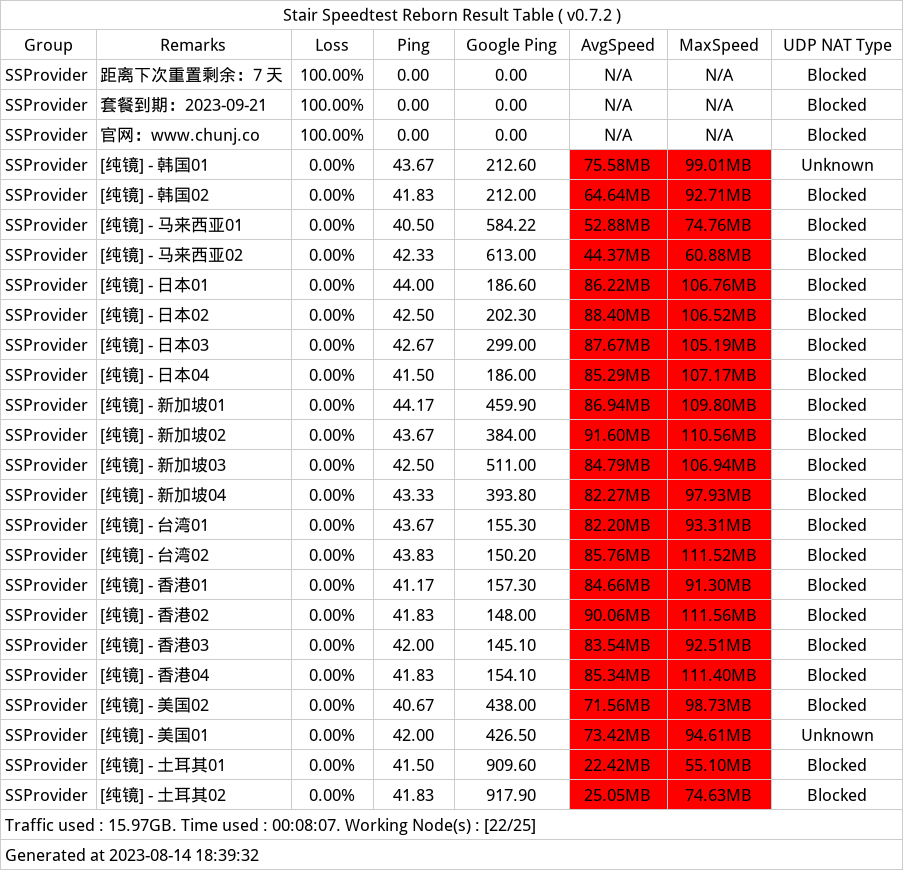 Stair Speedtest Reborn Result Table ( v0.7.2 )
Group Remarks Loss Ping Google Ping AvgSpeed MaxSpeed UDP NAT Type
SSProvider 距离下次重置剩余：7 天 100.00% 0.00 0.00 N/A N/A Blocked
SSProvider 套餐到期：2023-09-21 100.00% 0.00 0.00 N/A N/A Blocked
SSProvider 官网：www.chunj.co 100.00% 0.00 0.00 N/A N/A Blocked
SSProvider [纯镜] - 韩国01 0.00% 43.67 212.60 75.58MB 99.01MB Unknown
SSProvider [纯镜] - 韩国02 0.00% 41.83 212.00 64.64MB 92.71MB Blocked
SSProvider [纯镜] - 马来西亚01 0.00% 40.50 584.22 52.88MB 74.76MB Blocked
SSProvider [纯镜] - 马来西亚02 0.00% 42.33 613.00 44.37MB 60.88MB Blocked
SSProvider [纯镜] - 日本01 0.00% 44.00 186.60 86.22MB 106.76MB Blocked
SSProvider [纯镜] - 日本02 0.00% 42.50 202.30 88.40MB 106.52MB Blocked
SSProvider [纯镜] - 日本03 0.00% 42.67 299.00 87.67MB 105.19MB Blocked
SSProvider [纯镜] - 日本04 0.00% 41.50 186.00 85.29MB 107.17MB Blocked
SSProvider [纯镜] - 新加坡01 0.00% 44.17 459.90 86.94MB 109.80MB Blocked
SSProvider [纯镜] - 新加坡02 0.00% 43.67 384.00 91.60MB 110.56MB Blocked
SSProvider [纯镜] - 新加坡03 0.00% 42.50 511.00 84.79MB 106.94MB Blocked
SSProvider [纯镜] - 新加坡04 0.00% 43.33 393.80 82.27MB 97.93MB Blocked
SSProvider [纯镜] - 台湾01 0.00% 43.67 155.30 82.20MB 93.31MB Blocked
SSProvider [纯镜] - 台湾02 0.00% 43.83 150.20 85.76MB 111.52MB Blocked
SSProvider [纯镜] - 香港01 0.00% 41.17 157.30 84.66MB 91.30MB Blocked
SSProvider [纯镜] - 香港02 0.00% 41.83 148.00 90.06MB 111.56MB Blocked
SSProvider [纯镜] - 香港03 0.00% 42.00 145.10 83.54MB 92.51MB Blocked
SSProvider [纯镜] - 香港04 0.00% 41.83 154.10 85.34MB 111.40MB Blocked
SSProvider [纯镜] - 美国02 0.00% 40.67 438.00 71.56MB 98.73MB Blocked
SSProvider [纯镜] - 美国01 0.00% 42.00 426.50 73.42MB 94.61MB Unknown
SSProvider [纯镜] - 土耳其01 0.00% 41.50 909.60 22.42MB 55.10MB Blocked
SSProvider [纯镜] - 土耳其02 0.00% 41.83 917.90 25.05MB 74.63MB Blocked
Traffic used : 15.97GB. Time used : 00:08:07. Working Node(s) : [22/25]
Generated at 2023-08-14 18:39:32